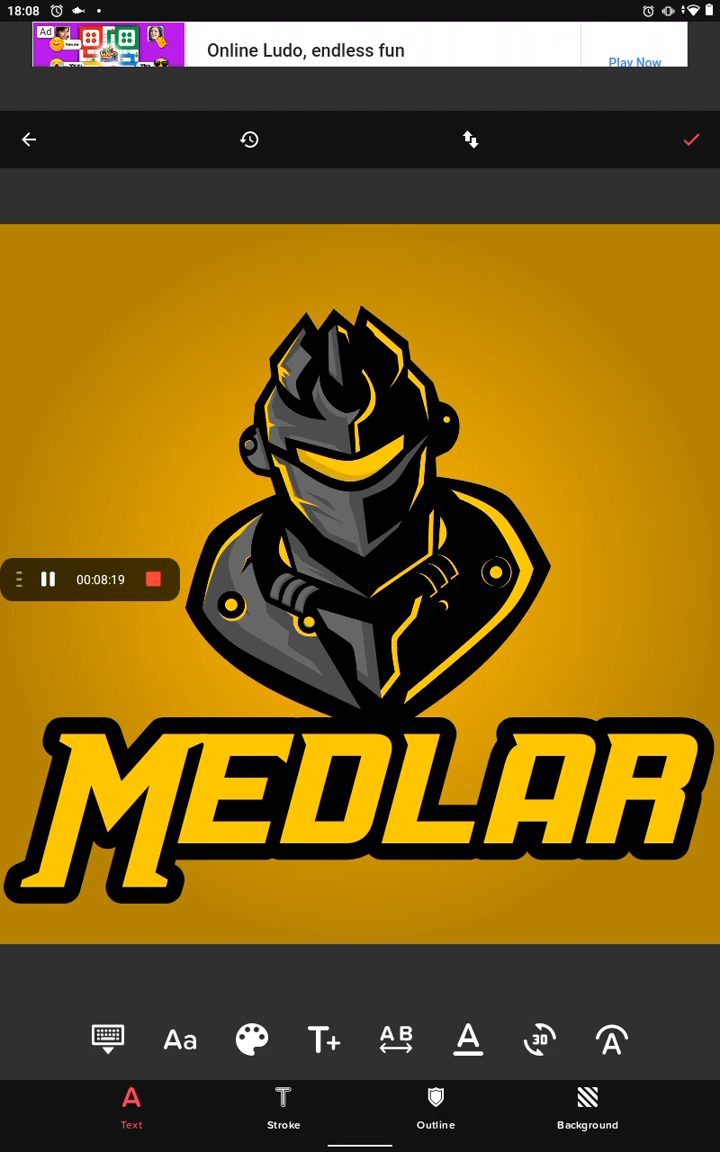 18:08
Ad
Online Ludo, endless fun
Play Now
00:08:19
MEDLAR
Aa
T+
A B
A
3D
A
A
Text
T
Stroke
Outline
Background